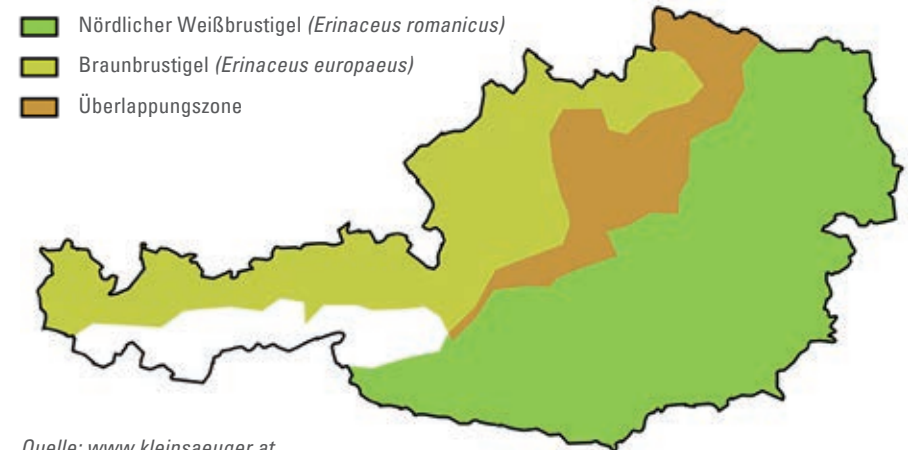 Nördlicher Weißbrustigel (Erinaceus romanicus)
Braunbrustigel (Erinaceus europaeus)
Überlappungszone
Quelle: www.kleinsaeuger.at